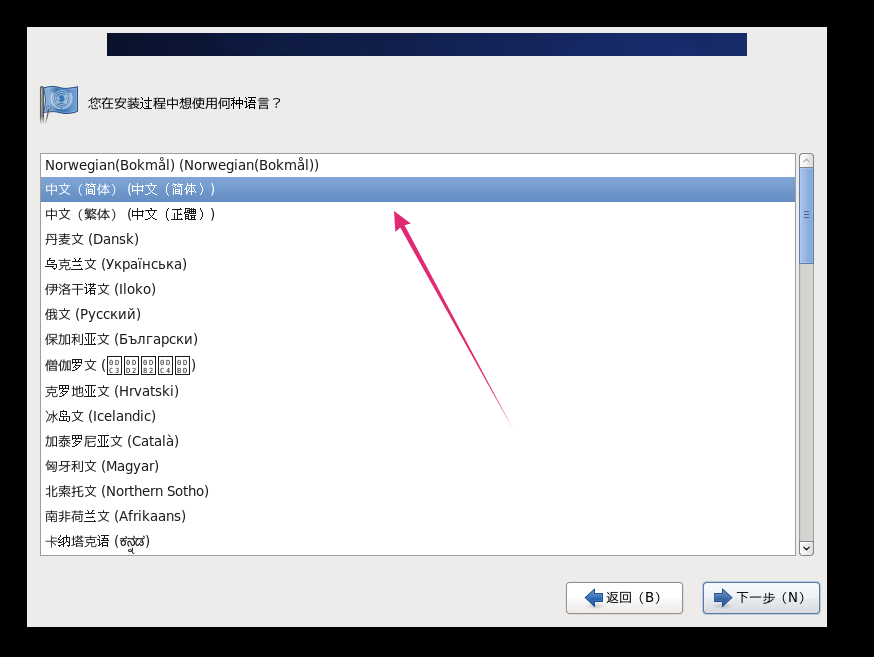 您在安装过程中想使用何种语言？
Norwegian(Bokmål) (Norwegian(Bokmål))
中文（简体） (中文（简体）)
中文（繁体） (中文（正體）)
丹麦文 (Dansk)
乌克兰文 (Українська)
伊洛干诺文 (Iloko)
俄文 (Русский)
保加利亚文 (Български)
僧伽罗文 (0DC3 0DD2 0D82 0DC4 0DBD)
克罗地亚文 (Hrvatski)
冰岛文 (Icelandic)
加泰罗尼亚文 (Català)
匈牙利文 (Magyar)
北索托文 (Northern Sotho)
南非荷兰文 (Afrikaans)
卡纳塔克语 (ಕನ್ನಡ)
返回（B）
下一步（N）